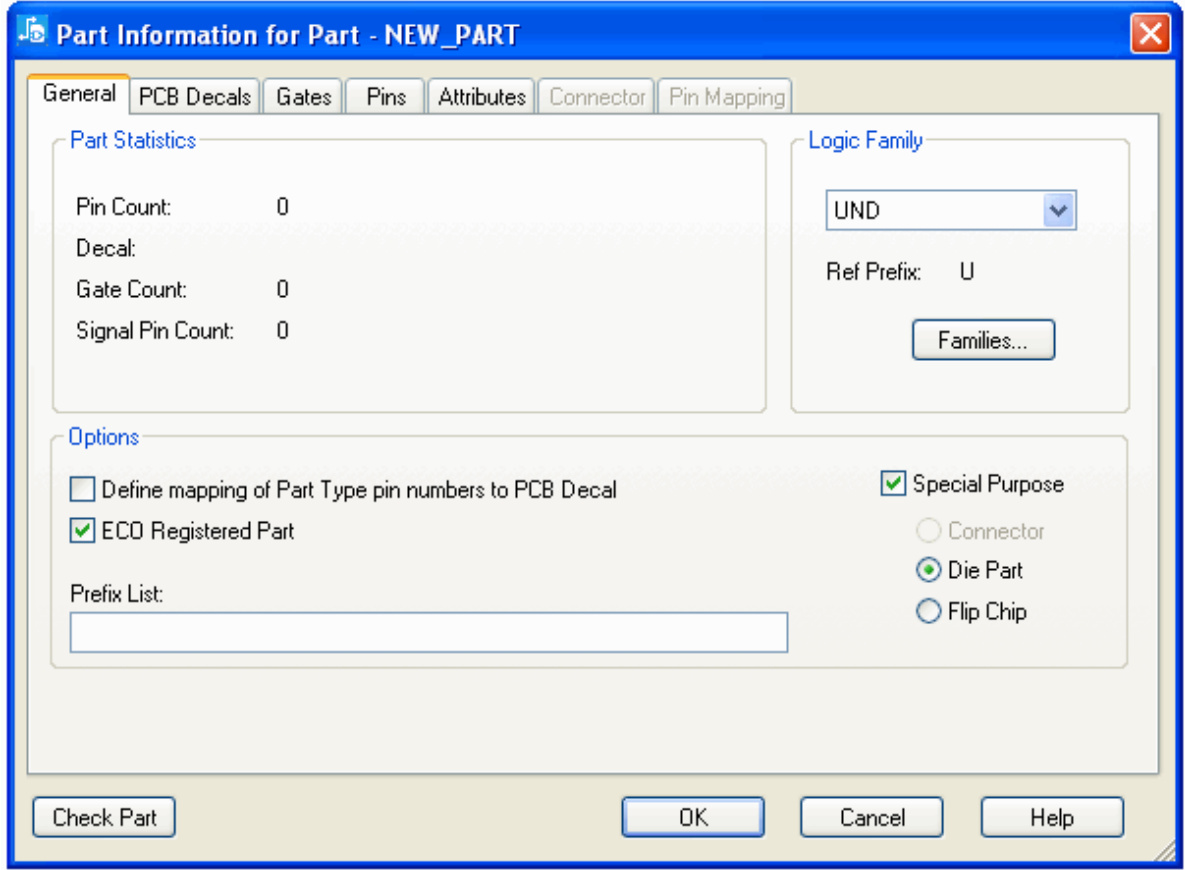 Part Information for Part - NEW_PART
General PCB Decals Gates Pins Attributes Connector Pin Mapping
Part Statistics
Pin Count: 0
Decal:
Gate Count: 0
Signal Pin Count: 0
Logic Family
UND
Ref Prefix: U
Families...
Options
Define mapping of Part Type pin numbers to PCB Decal
ECO Registered Part
Prefix List:
Special Purpose
Connector
Die Part
Flip Chip
Check Part OK Cancel Help